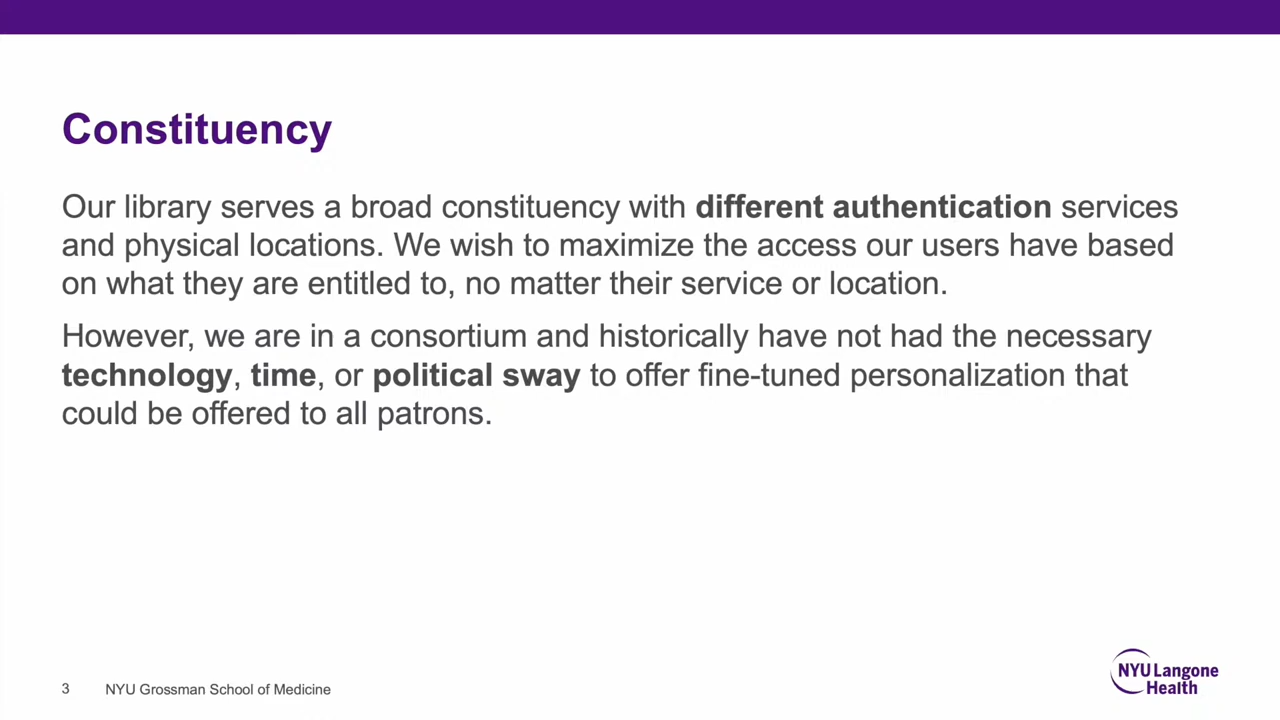 Constituency
Our library serves a broad constituency with different authentication services
and physical locations. We wish to maximize the access our users have based
on what they are entitled to, no matter their service or location.
However, we are in a consortium and historically have not had the necessary
technology, time, or political sway to offer fine-tuned personalization that
could be offered to all patrons.
3 NYU Grossman School of Medicine
NYU Langone
Health